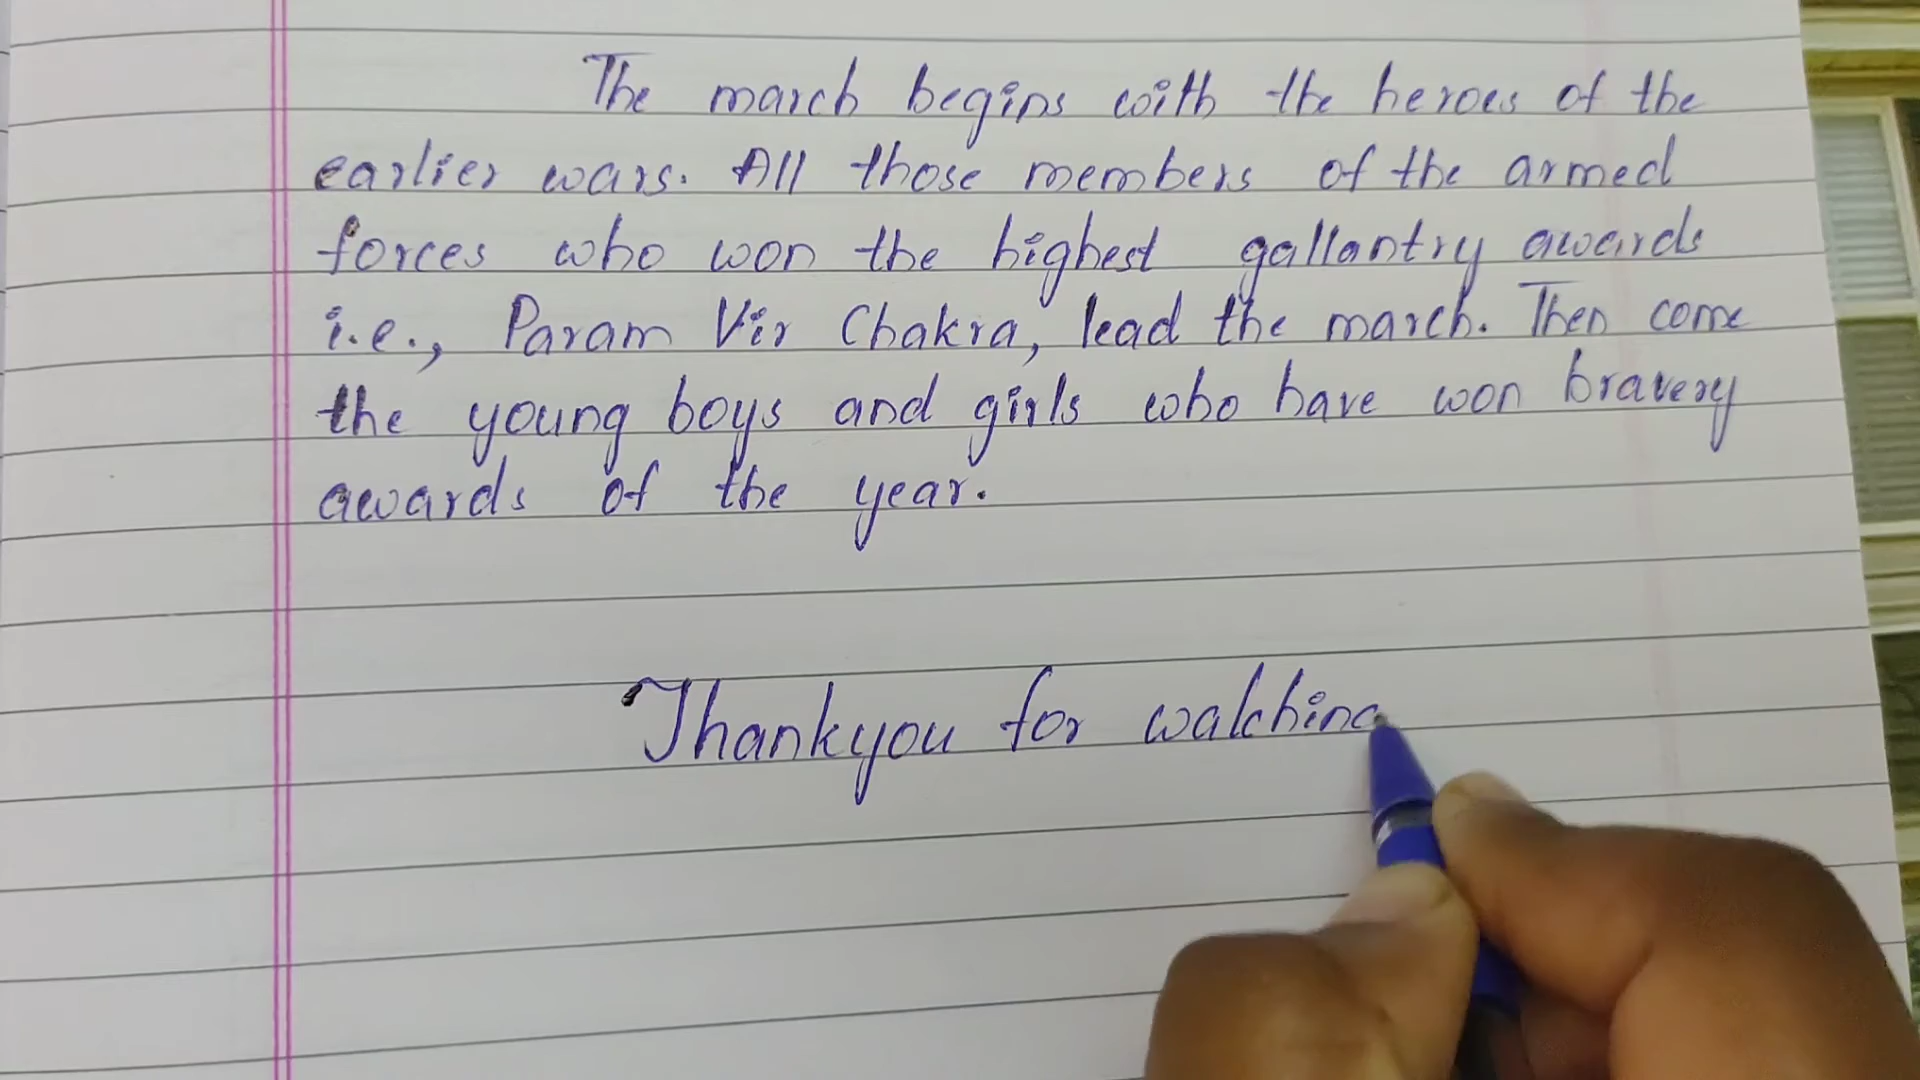 The march begins with the heroes of the
earlier wars. All those members of the armed
forces who won the highest gallantry awards
i.e., Param Vir Chakra, lead the march. Then come
the young boys and girls who have won bravery
awards of the year.
Thankyou for watching